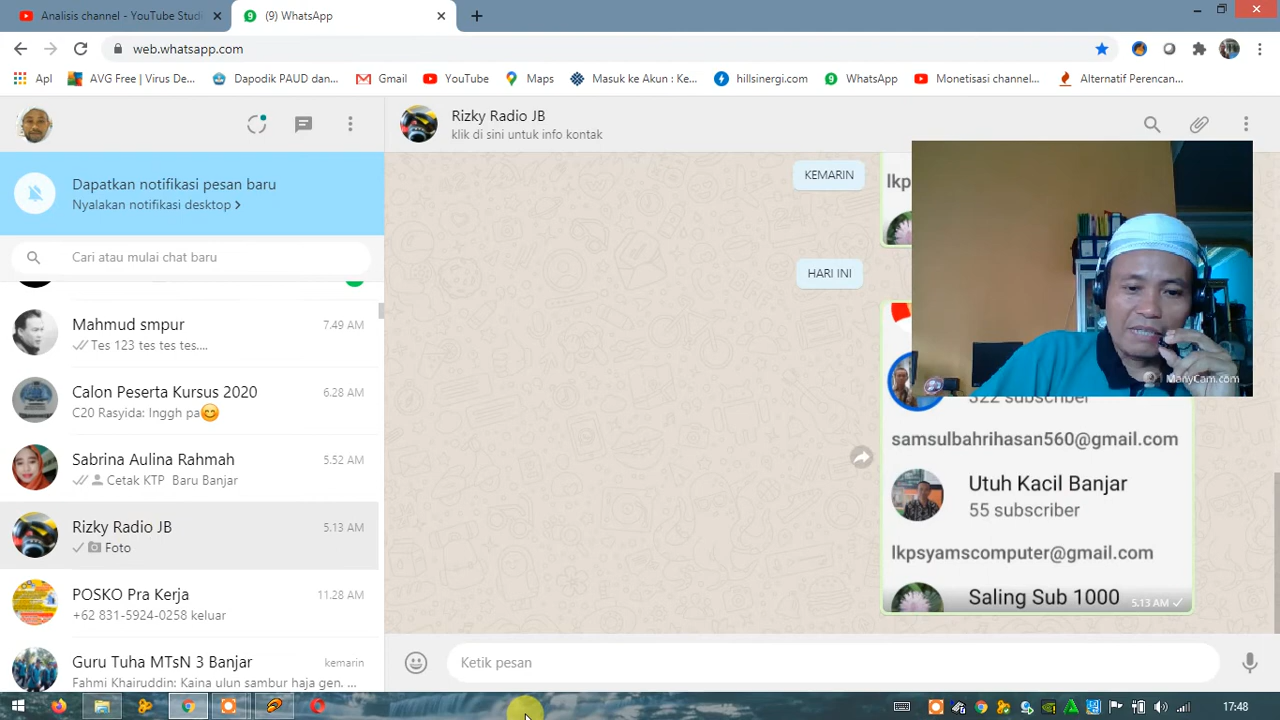 Analisis channel - YouTube Studi
(9) WhatsApp
web.whatsapp.com
Apl
AVG Free | Virus De...
Dapodik PAUD dan...
Gmail
YouTube
Maps
Masuk ke Akun : Ke...
hillsinergi.com
WhatsApp
Monetisasi channel...
Alternatif Perencan...
Rizky Radio JB
klik di sini untuk info kontak
Dapatkan notifikasi pesan baru
Nyalakan notifikasi desktop
Cari atau mulai chat baru
Mahmud smpur
7.49 AM
Tes 123 tes tes tes....
Calon Peserta Kursus 2020
6.28 AM
C20 Rasyida: Inggh pa😊
Sabrina Aulina Rahmah
5.52 AM
Cetak KTP Baru Banjar
Rizky Radio JB
5.13 AM
Foto
POSKO Pra Kerja
11.28 AM
+62 831-5924-0258 keluar
Guru Tuha MTsN 3 Banjar
kemarin
Fahmi Khairuddin: Kaina ulun sambur haja gen. ...
KEMARIN
lkp
HARI INI
ManyCam.com
322 subscriber
samsulbahrihasan560@gmail.com
Utuh Kacil Banjar
55 subscriber
lkpsyamscomputer@gmail.com
Saling Sub 1000
5.13 AM
Ketik pesan
17:48